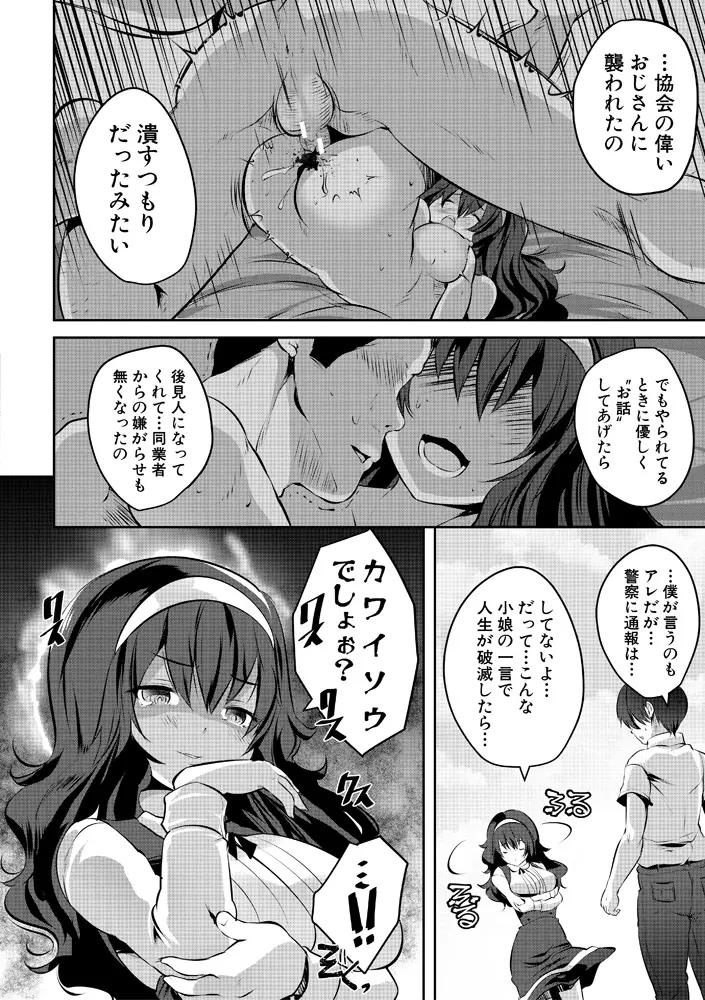 …協会の偉い
おじさんに
襲われたの
潰すつもり
だったみたい
でもやられてる
ときに優しく
〝お話〟
してあげたら
後見人になって
くれて…同業者
からの嫌がらせも
無くなったの
…僕が言うのも
アレだが…
警察に通報は…
してないよ…
だって…こんな
小娘の一言で
人生が破滅したら…
ふるふる
カワイソウ
でしょぉ?
クス
クス
…!!